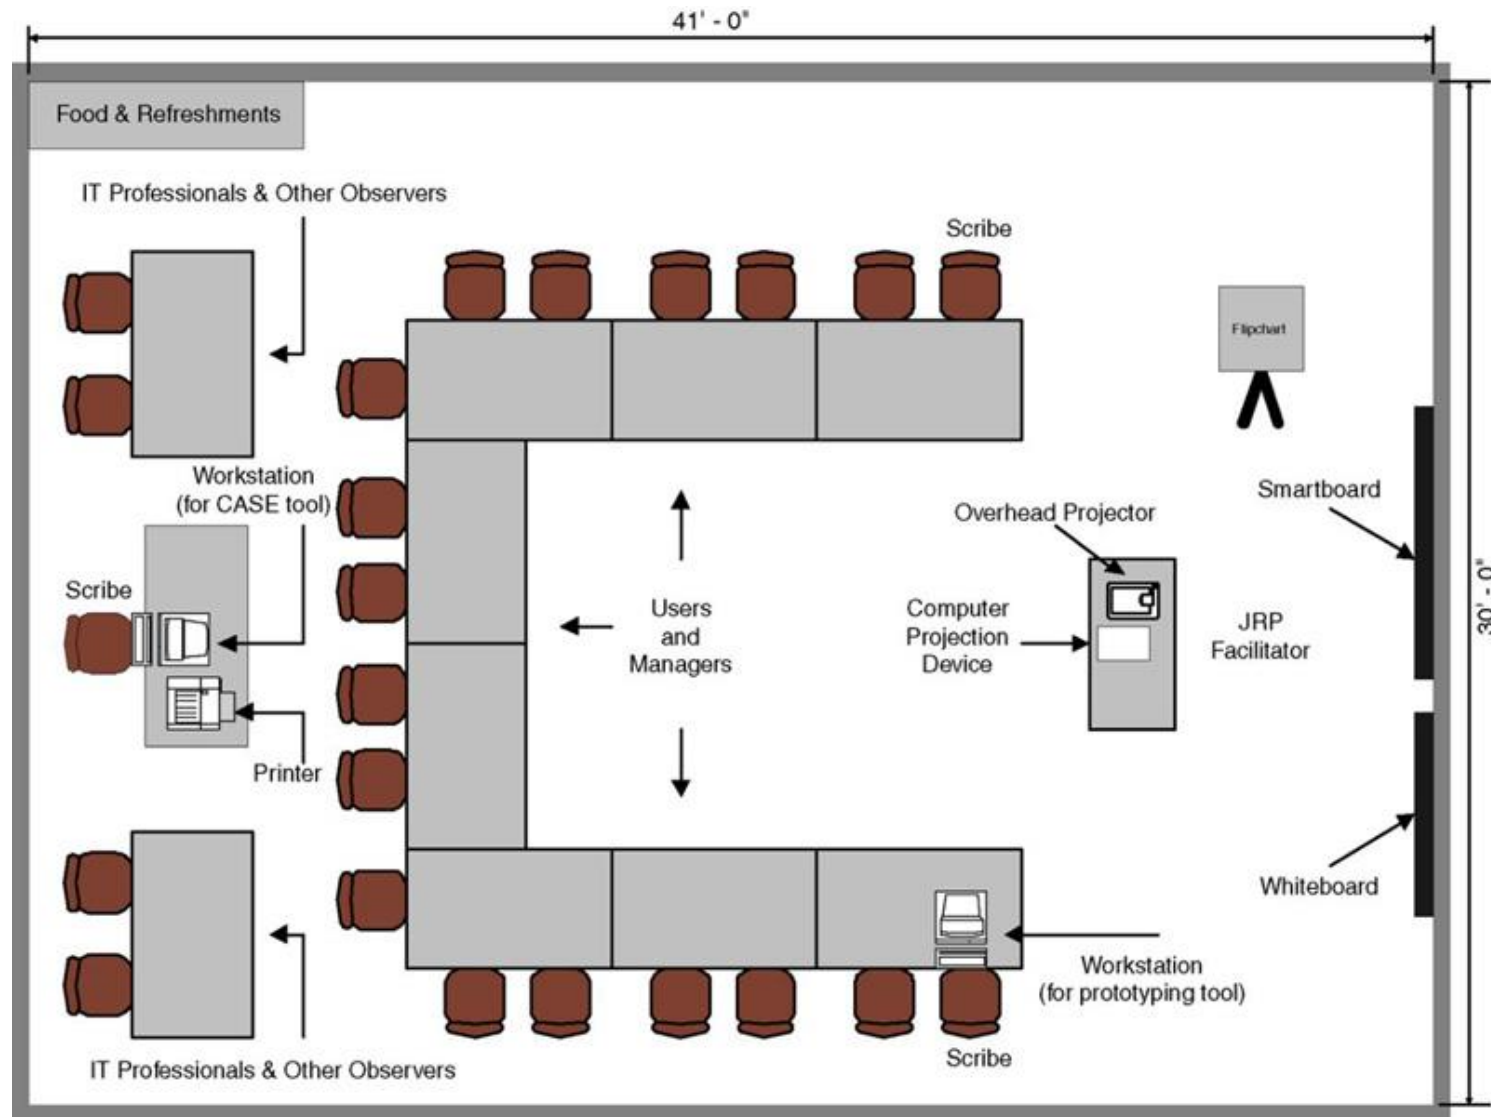 41' - 0"
Food & Refreshments
IT Professionals & Other Observers
Scribe
Flipchart
Workstation
(for CASE tool)
Smartboard
Overhead Projector
30' - 0"
Scribe
Users
and
Managers
Computer
Projection
Device
JRP
Facilitator
Printer
Whiteboard
Workstation
(for prototyping tool)
Scribe
IT Professionals & Other Observers